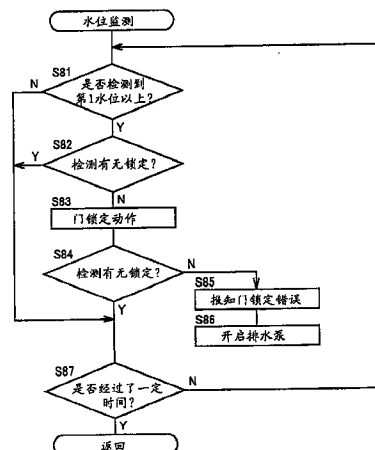 水位监测
S81
是否检测到
第1水位以上?
N
Y
S82
检测有无锁定?
Y
N
S83
门锁定动作
S84
检测有无锁定?
N
Y
S85
报知门锁定错误
S86
开启排水泵
S87
是否经过了一定
时间?
N
Y
返回